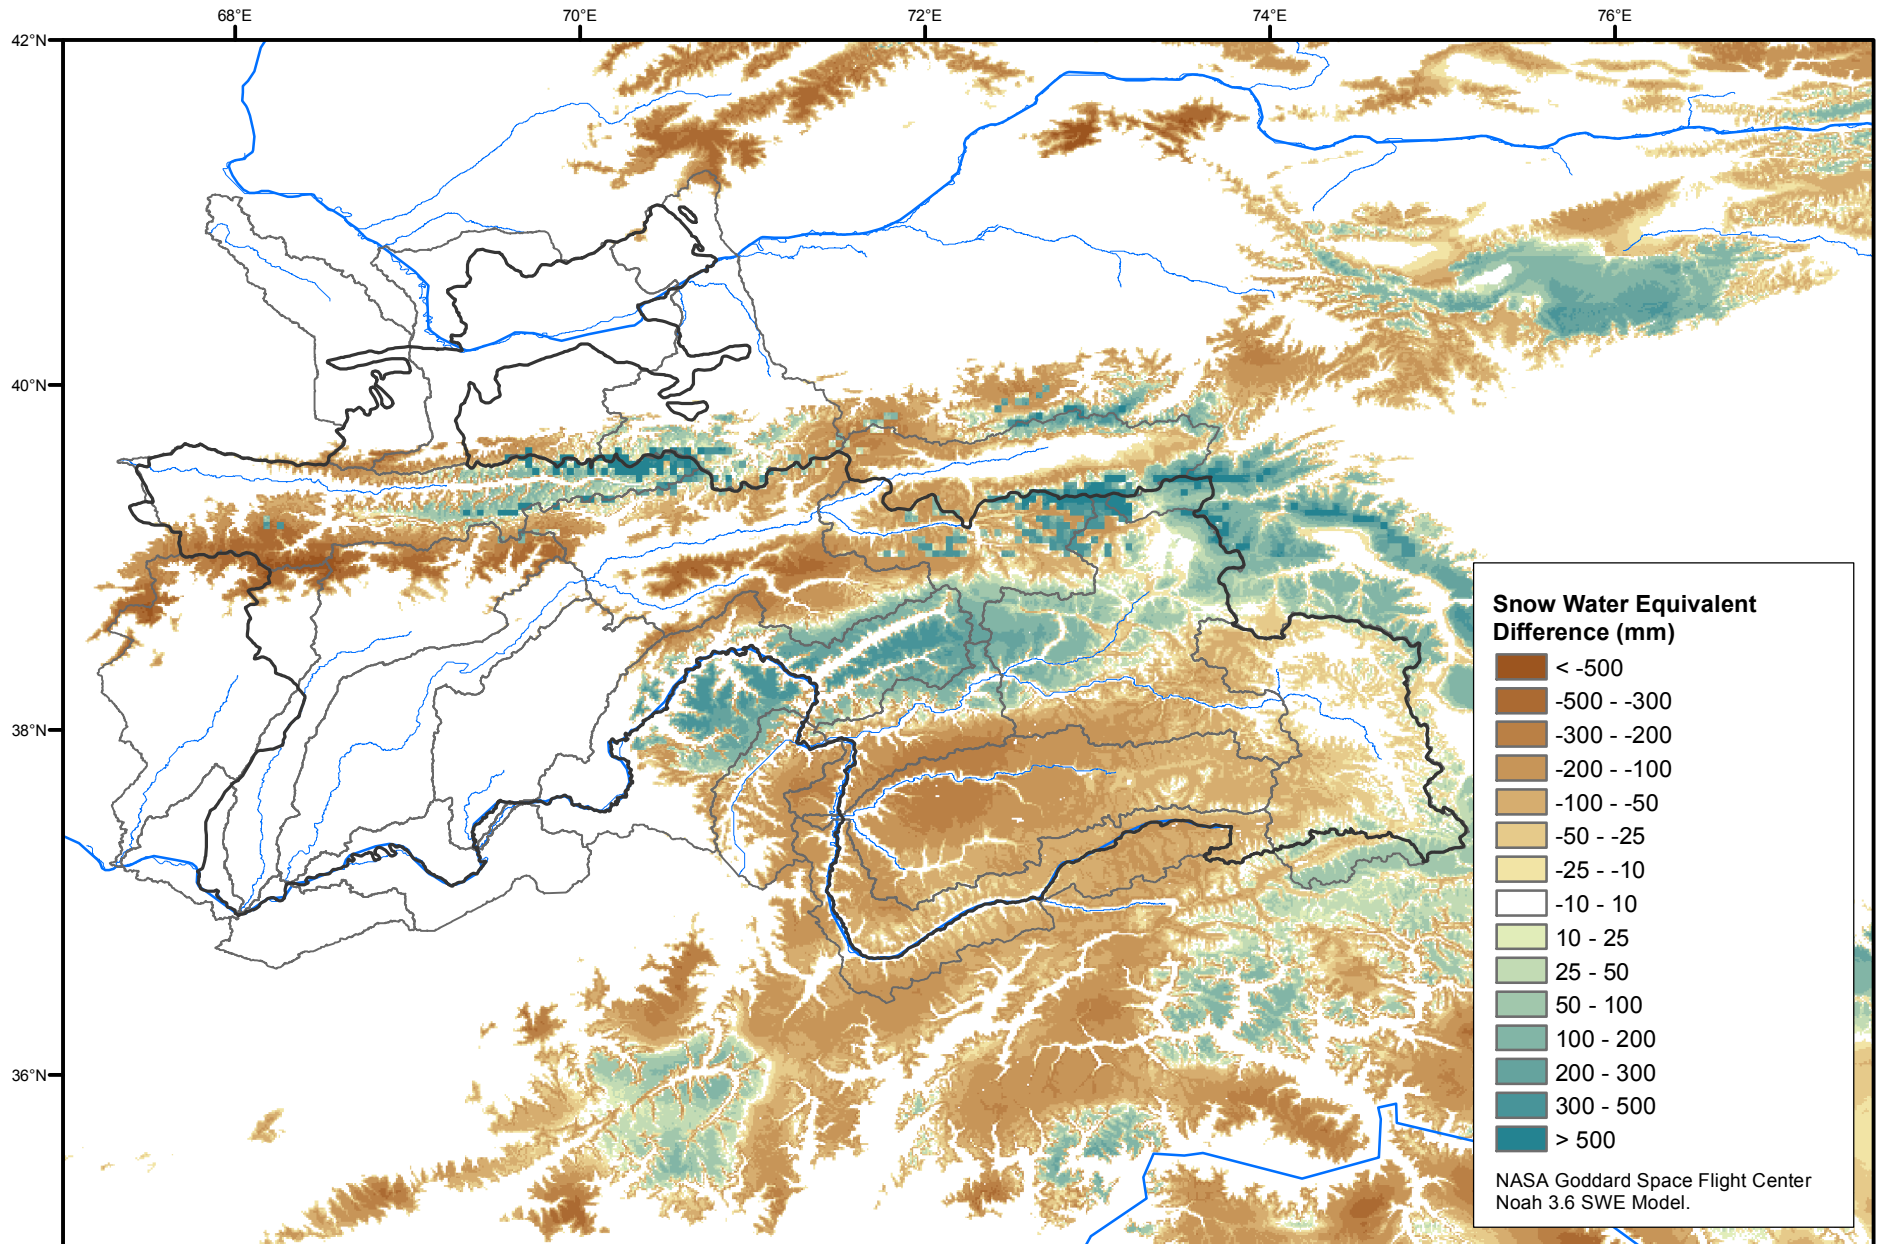 68°E 70°E 72°E 74°E 76°E
42°N
40°N
38°N
36°N
Snow Water Equivalent
Difference (mm)
< -500
-500 - -300
-300 - -200
-200 - -100
-100 - -50
-50 - -25
-25 - -10
-10 - 10
10 - 25
25 - 50
50 - 100
100 - 200
200 - 300
300 - 500
> 500
NASA Goddard Space Flight Center
Noah 3.6 SWE Model.